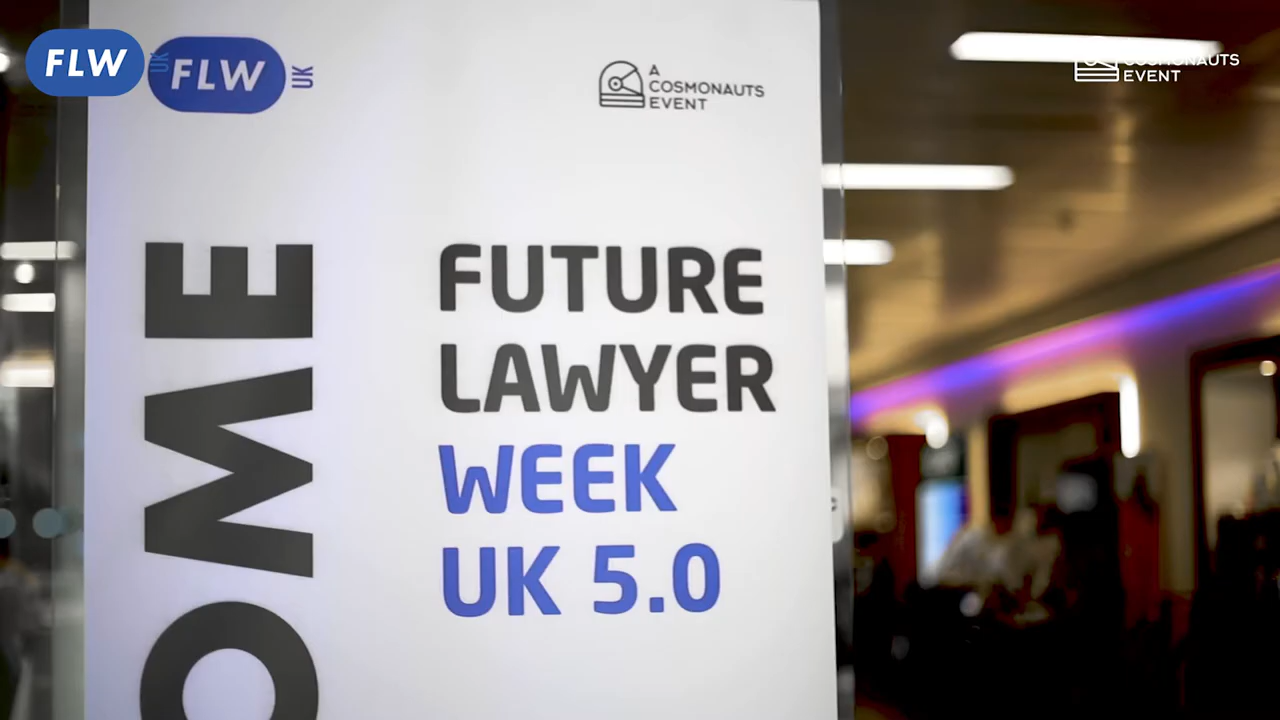 FLW UK
FLW UK
A
COSMONAUTS
EVENT
COSMONAUTS
EVENT
OME
FUTURE
LAWYER
WEEK
UK 5.0